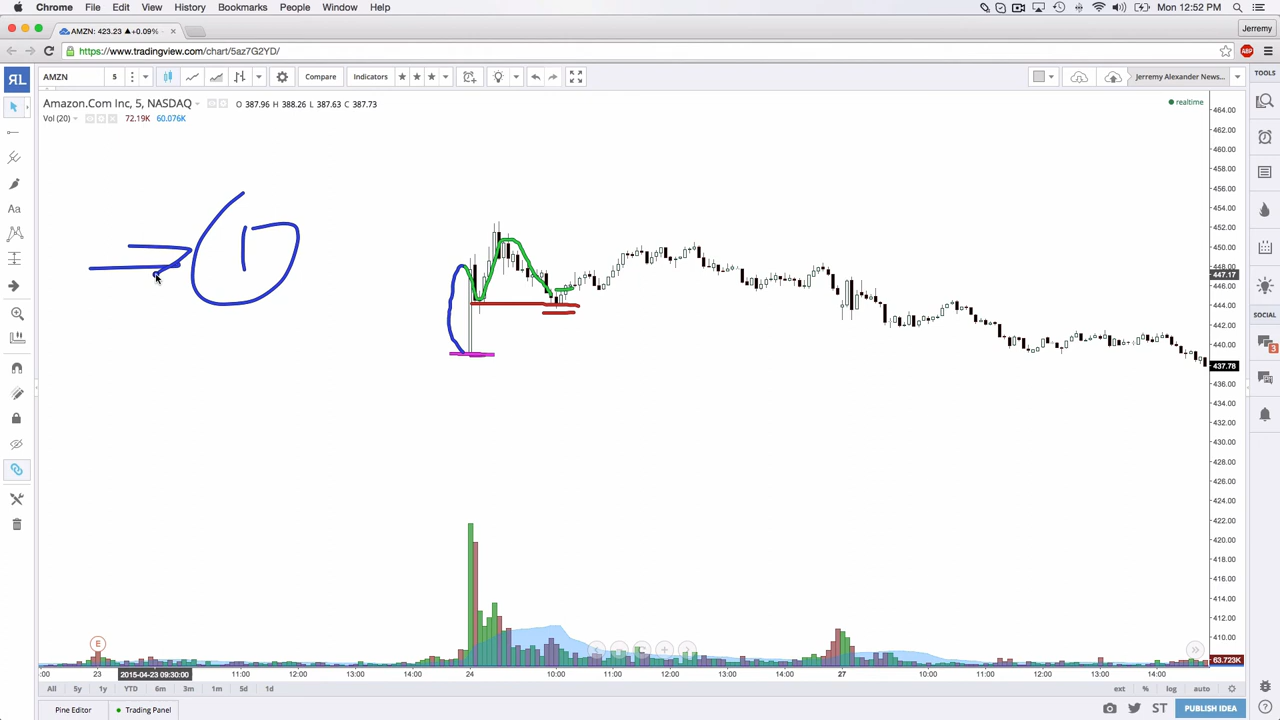 Chrome File Edit View History Bookmarks People Window Help Mon 12:52 PM
AMZN: 423.23 ▲+0.09% × Jerremy
https://www.tradingview.com/chart/5az7G2YD/ ABP
RL AMZN 5 Compare Indicators Jerremy Alexander News... TOOLS
Amazon.Com Inc, 5, NASDAQ O 387.96 H 388.26 L 387.63 C 387.73 realtime
Vol (20) 72.19K 60.076K
464.00
462.00
460.00
458.00
456.00
454.00
452.00
450.00
448.00
447.17
446.00
444.00
442.00
440.00
437.78
436.00
434.00
432.00
430.00
428.00
426.00
424.00
422.00
420.00
418.00
416.00
414.00
412.00
410.00
63.723K
Aa
SOCIAL
3
E
:00 23 2015-04-23 09:30:00 11:00 12:00 13:00 14:00 24 10:00 11:00 12:00 13:00 14:00 27 10:00 11:00 12:00 13:00 14:00
All 5y 1y YTD 6m 3m 1m 5d 1d ext % log auto
Pine Editor Trading Panel ST PUBLISH IDEA